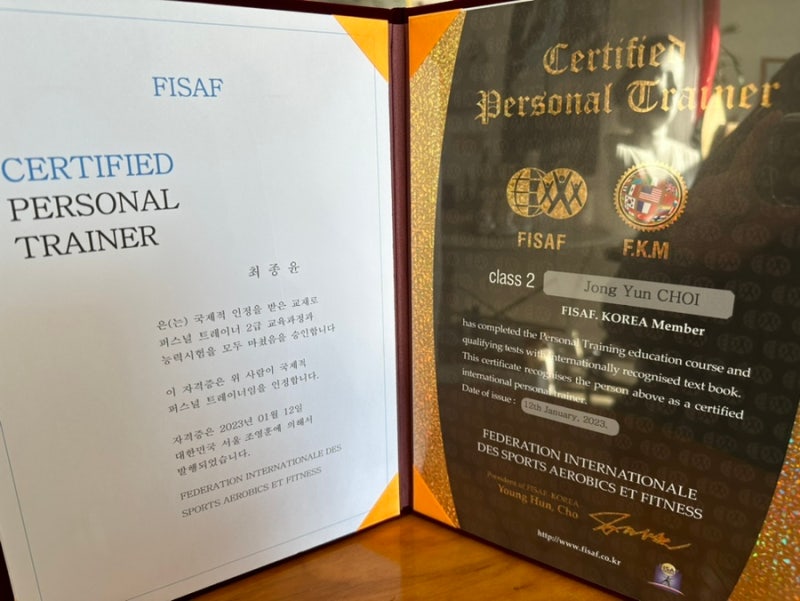 FISAF
CERTIFIED
PERSONAL
TRAINER
최 종 윤
은(는) 국제적 인정을 받은 교재로
퍼스널 트레이너 2급 교육과정과
능력시험을 모두 마쳤음을 승인합니다
이 자격증은 위 사람이 국제적
퍼스널 트레이너임을 인정합니다.
자격증은 2023년 01월 12일
대한민국 서울 조영훈에 의해서
발행되었습니다.
FEDERATION INTERNATIONALE DES
SPORTS AEROBICS ET FITNESS
Certified
Personal Trainer
FISAF
F.K.M
class 2 Jong Yun CHOI
FISAF. KOREA Member
has completed the Personal Training education course and
qualifying tests with internationally recognised text book.
This certificate recognises the person above as a certified
international personal trainer.
Date of issue : 12th January, 2023.
FEDERATION INTERNATIONALE
DES SPORTS AEROBICS ET FITNESS
President of FISAF-KOREA
Young Hun, Cho
http://www.fisaf.co.kr